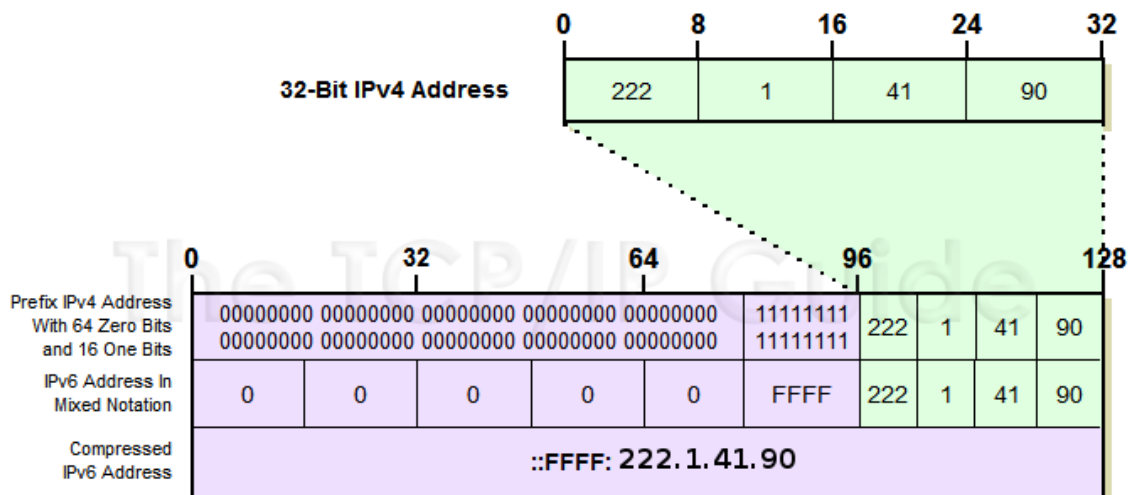 0 8 16 24 32
32-Bit IPv4 Address 222 1 41 90
The TCP/IP Guide
0 32 64 96 128
Prefix IPv4 Address
With 64 Zero Bits
and 16 One Bits
00000000 00000000 00000000 00000000 00000000 11111111
00000000 00000000 00000000 00000000 00000000 11111111
222 1 41 90
IPv6 Address In
Mixed Notation
0 0 0 0 0 FFFF 222 1 41 90
Compressed
IPv6 Address
::FFFF: 222.1.41.90